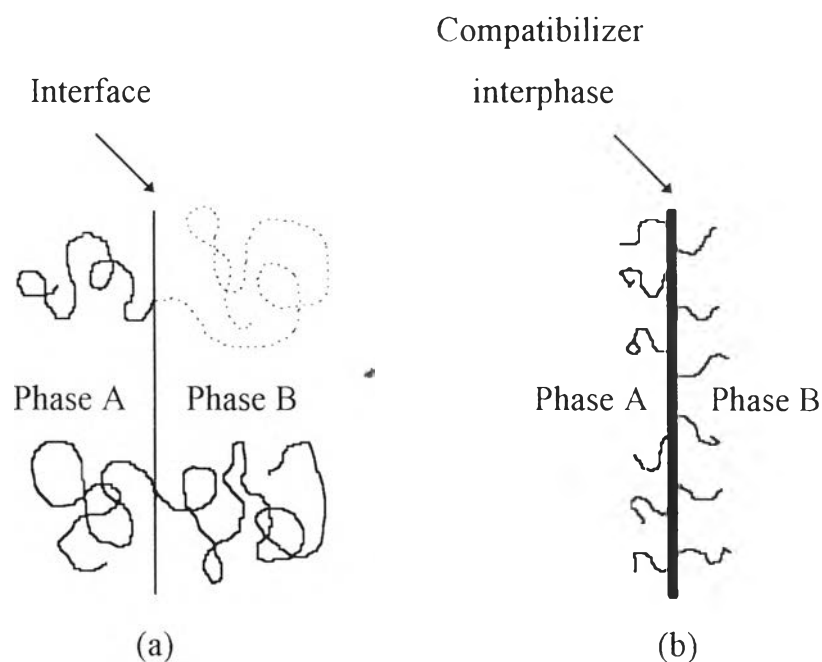 Compatibilizer
Interface
interphase
Phase A
Phase B
Phase A
Phase B
(a)
(b)